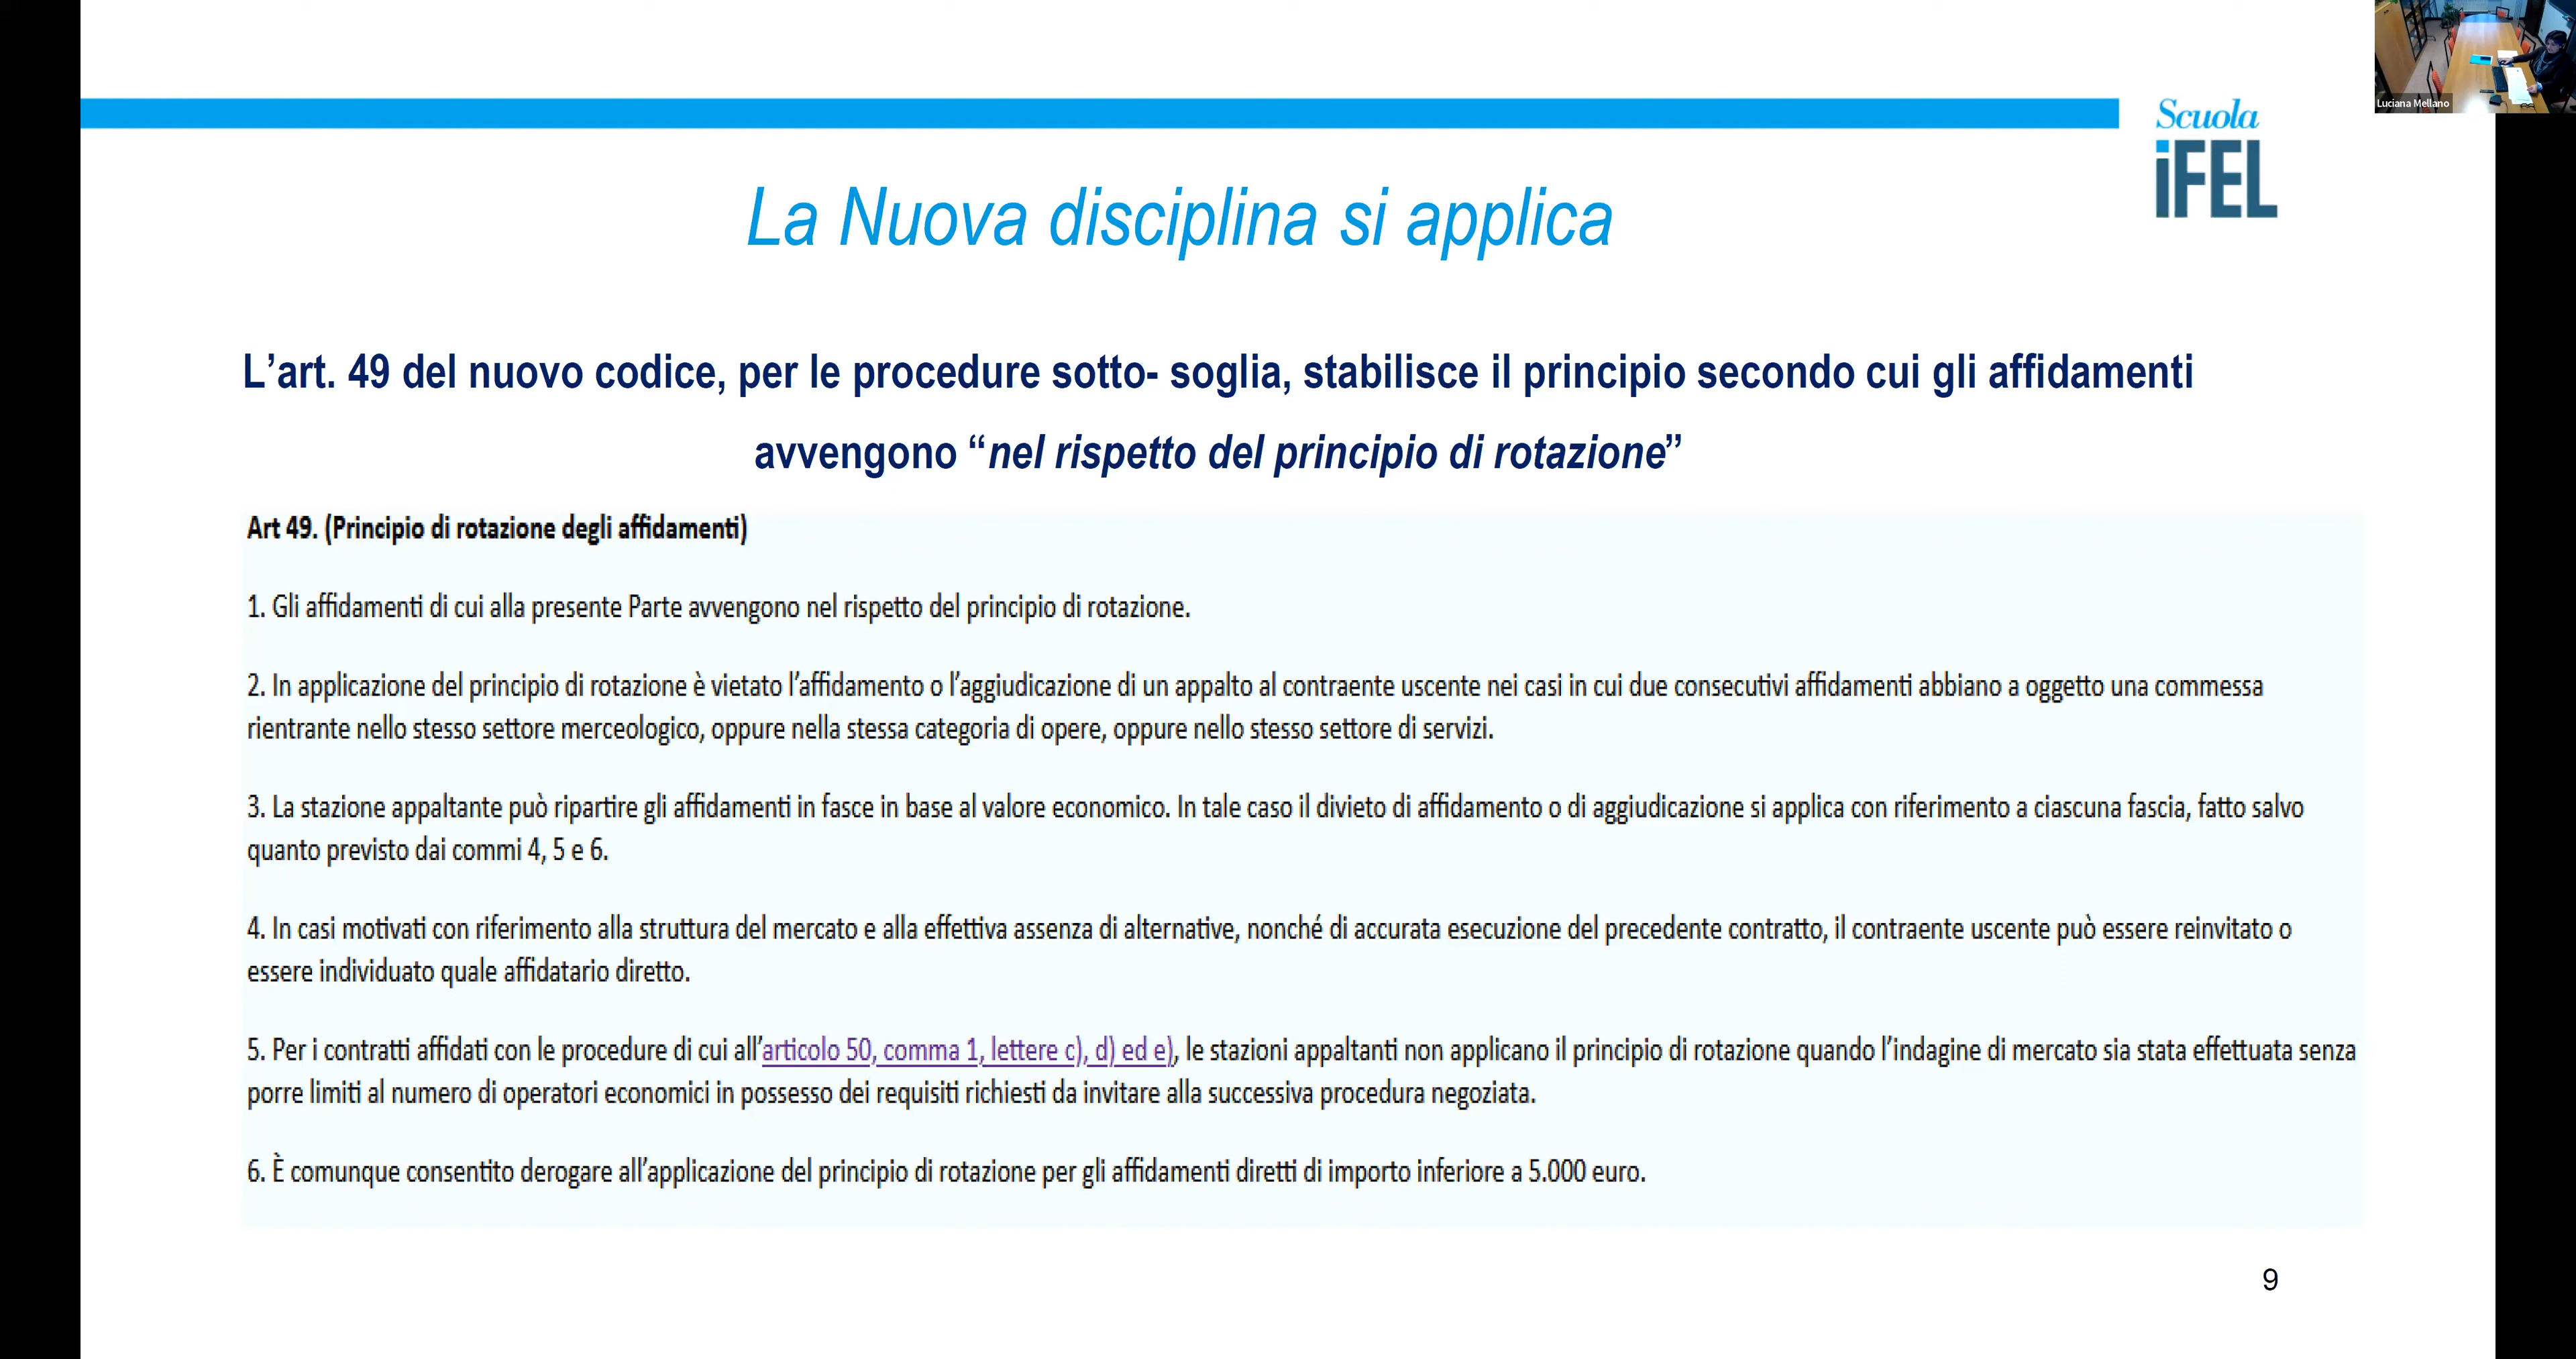 Luciana Mellano
Scuola
iFEL
La Nuova disciplina si applica
L’art. 49 del nuovo codice, per le procedure sotto- soglia, stabilisce il principio secondo cui gli affidamenti
avvengono “nel rispetto del principio di rotazione”
Art 49. (Principio di rotazione degli affidamenti)
1. Gli affidamenti di cui alla presente Parte avvengono nel rispetto del principio di rotazione.
2. In applicazione del principio di rotazione è vietato l’affidamento o l’aggiudicazione di un appalto al contraente uscente nei casi in cui due consecutivi affidamenti abbiano a oggetto una commessa
rientrante nello stesso settore merceologico, oppure nella stessa categoria di opere, oppure nello stesso settore di servizi.
3. La stazione appaltante può ripartire gli affidamenti in fasce in base al valore economico. In tale caso il divieto di affidamento o di aggiudicazione si applica con riferimento a ciascuna fascia, fatto salvo
quanto previsto dai commi 4, 5 e 6.
4. In casi motivati con riferimento alla struttura del mercato e alla effettiva assenza di alternative, nonché di accurata esecuzione del precedente contratto, il contraente uscente può essere reinvitato o
essere individuato quale affidatario diretto.
5. Per i contratti affidati con le procedure di cui all’articolo 50, comma 1, lettere c), d) ed e), le stazioni appaltanti non applicano il principio di rotazione quando l’indagine di mercato sia stata effettuata senza
porre limiti al numero di operatori economici in possesso dei requisiti richiesti da invitare alla successiva procedura negoziata.
6. È comunque consentito derogare all’applicazione del principio di rotazione per gli affidamenti diretti di importo inferiore a 5.000 euro.
9